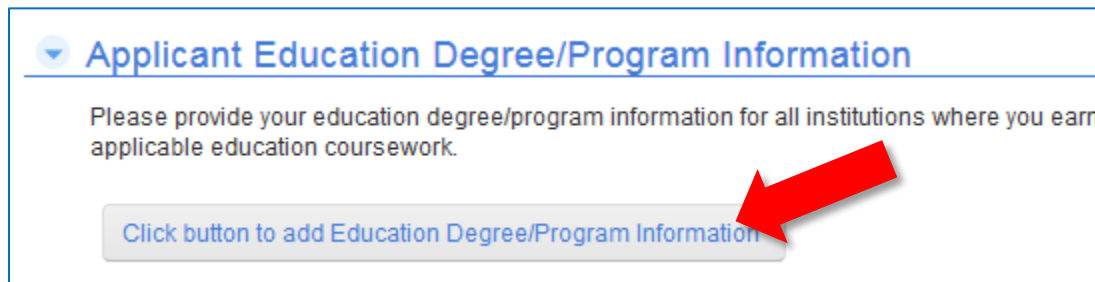 Applicant Education Degree/Program Information
Please provide your education degree/program information for all institutions where you earn
applicable education coursework.
Click button to add Education Degree/Program Information